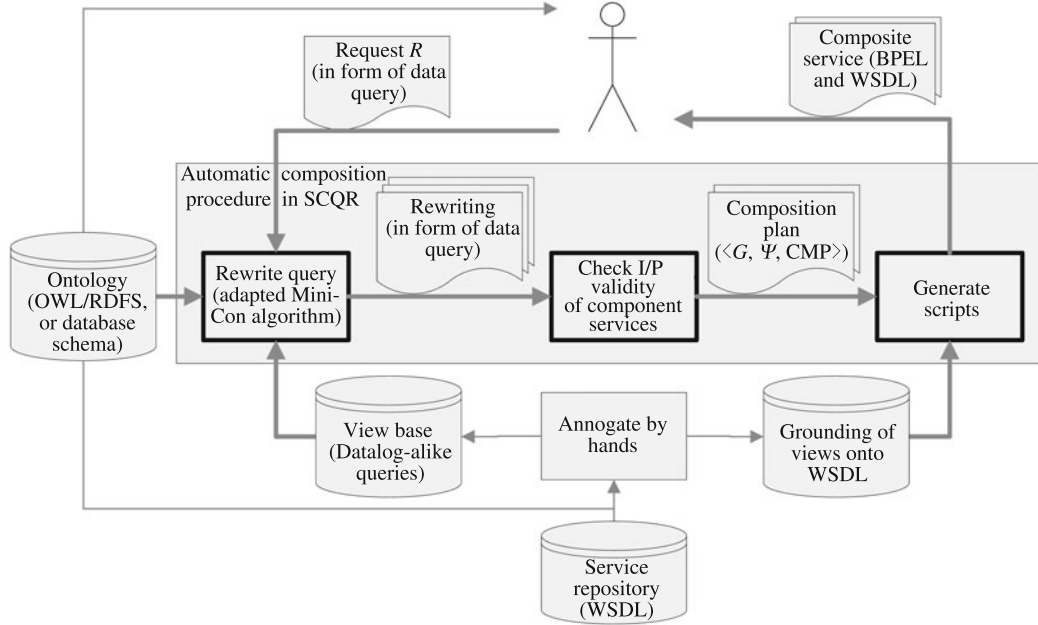 Request R
(in form of data
query)
Composite
service (BPEL
and WSDL)
Automatic composition
procedure in SCQR
Rewriting
(in form of data
query)
Composition
plan
(<G, Ψ, CMP>)
Ontology
(OWL/RDFS,
or database
schema)
Rewrite query
(adapted Mini-
Con algorithm)
Check I/P
validity
of component
services
Generate
scripts
View base
(Datalog-alike
queries)
Annogate by
hands
Grounding of
views onto
WSDL
Service
repository
(WSDL)